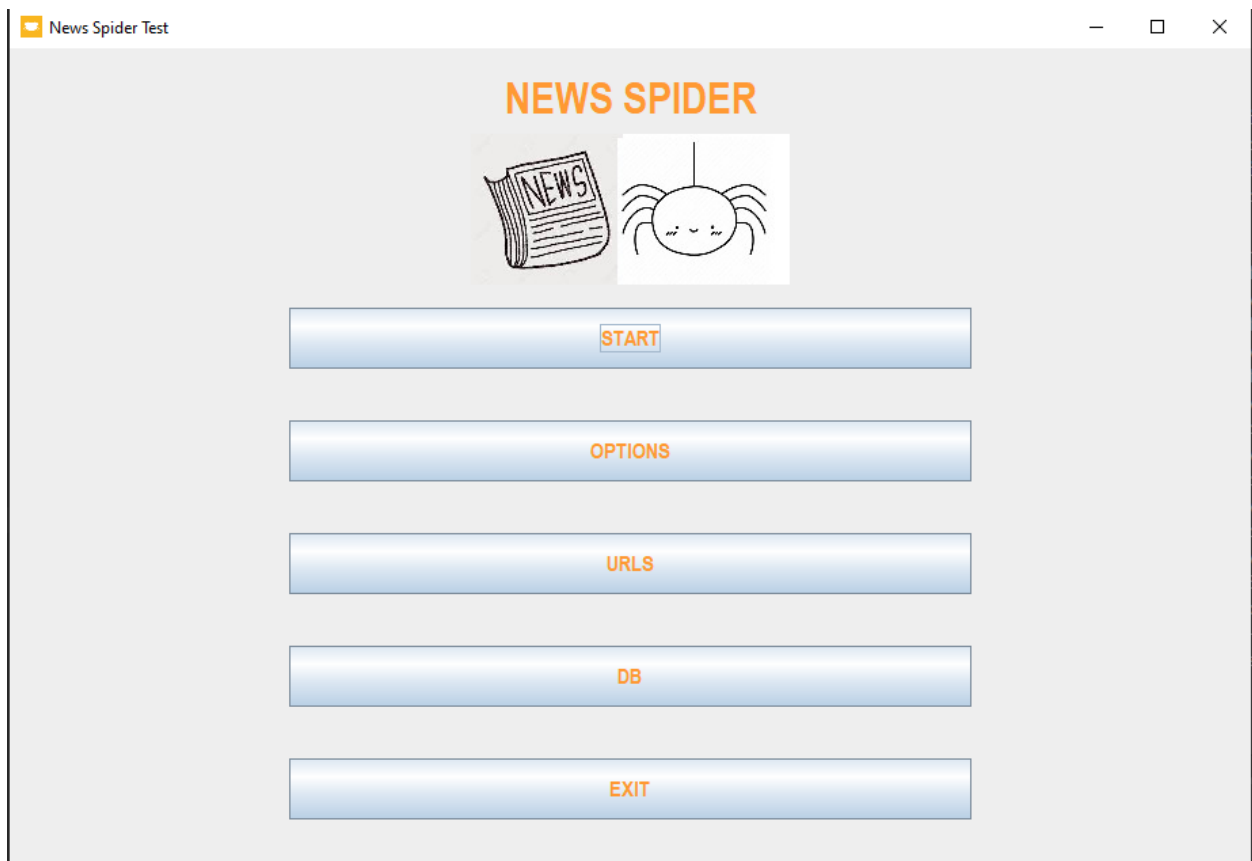 News Spider Test
NEWS SPIDER
NEWS
START
OPTIONS
URLS
DB
EXIT